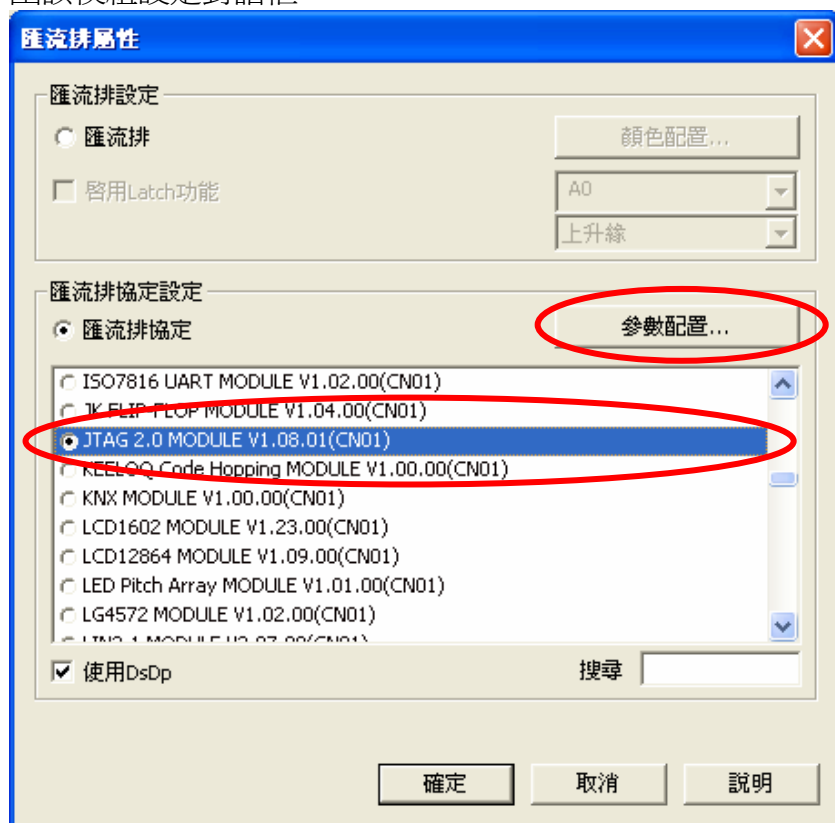 匯流排屬性
匯流排設定
匯流排
顏色配置...
啓用Latch功能
A0
上升緣
匯流排協定設定
匯流排協定
參數配置...
ISO7816 UART MODULE V1.02.00(CN01)
JK FLIP-FLOP MODULE V1.04.00(CN01)
JTAG 2.0 MODULE V1.08.01(CN01)
KEELOQ Code Hopping MODULE V1.00.00(CN01)
KNX MODULE V1.00.00(CN01)
LCD1602 MODULE V1.23.00(CN01)
LCD12864 MODULE V1.09.00(CN01)
LED Pitch Array MODULE V1.01.00(CN01)
LG4572 MODULE V1.02.00(CN01)
使用DsDp
搜尋
確定
取消
說明